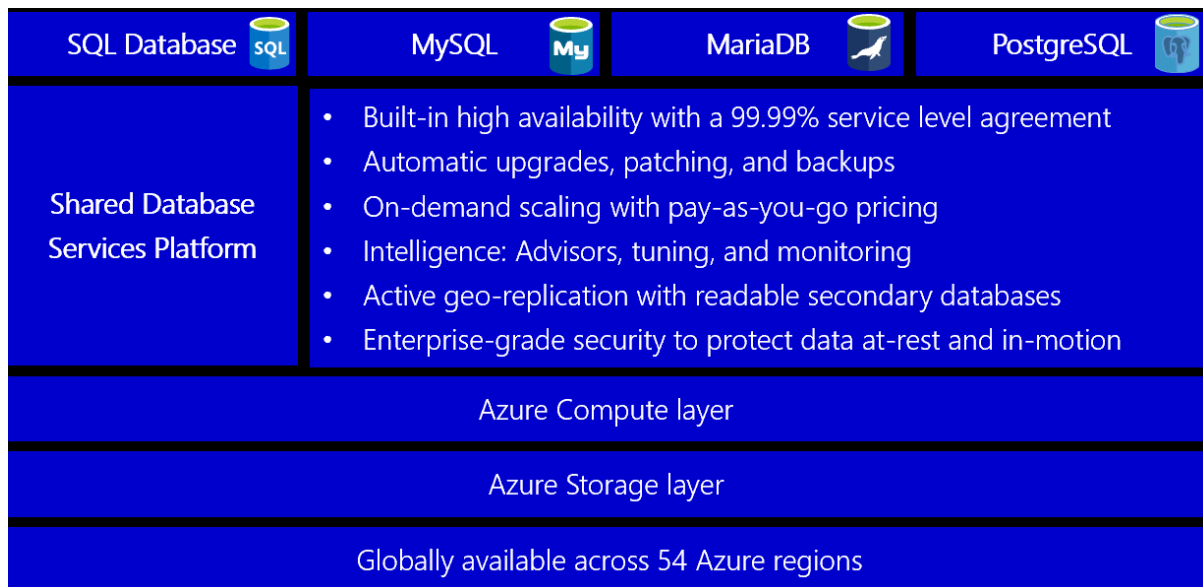 SQL Database SQL MySQL My MariaDB PostgreSQL
Shared Database
Services Platform
• Built-in high availability with a 99.99% service level agreement
• Automatic upgrades, patching, and backups
• On-demand scaling with pay-as-you-go pricing
• Intelligence: Advisors, tuning, and monitoring
• Active geo-replication with readable secondary databases
• Enterprise-grade security to protect data at-rest and in-motion
Azure Compute layer
Azure Storage layer
Globally available across 54 Azure regions